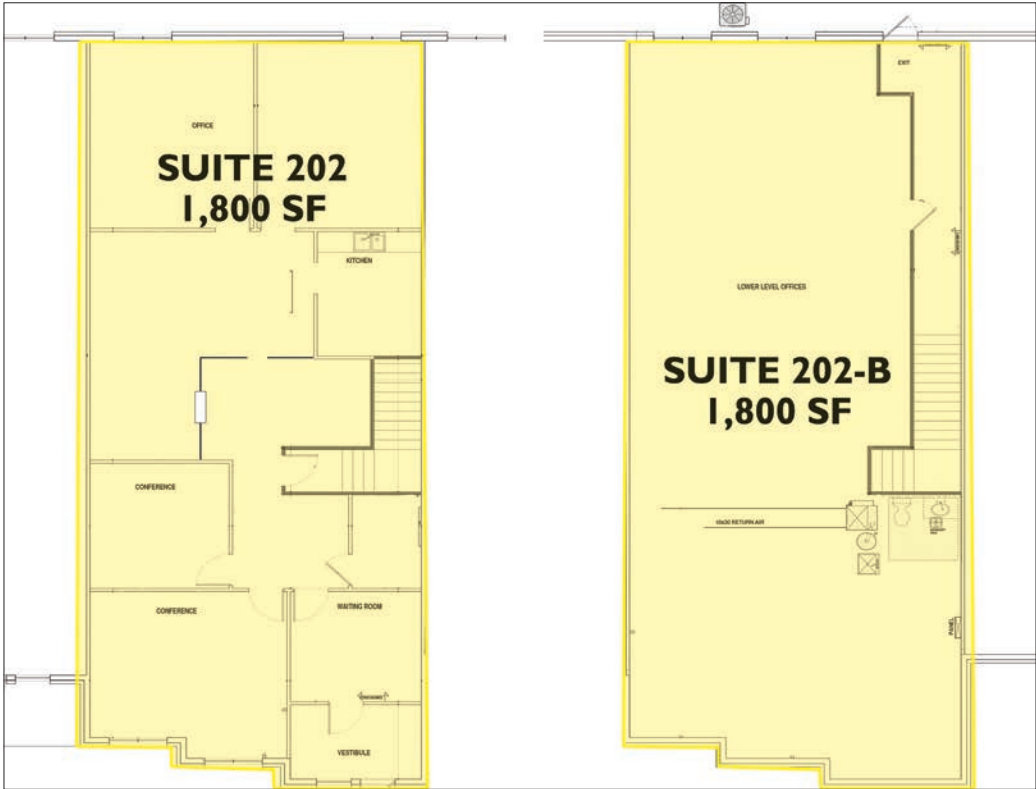 OFFICE
SUITE 202
1,800 SF
KITCHEN
CONFERENCE
CONFERENCE
WAITING ROOM
VESTIBULE
EXIT
LOWER LEVEL OFFICES
SUITE 202-B
1,800 SF
RETURN AIR
PANEL